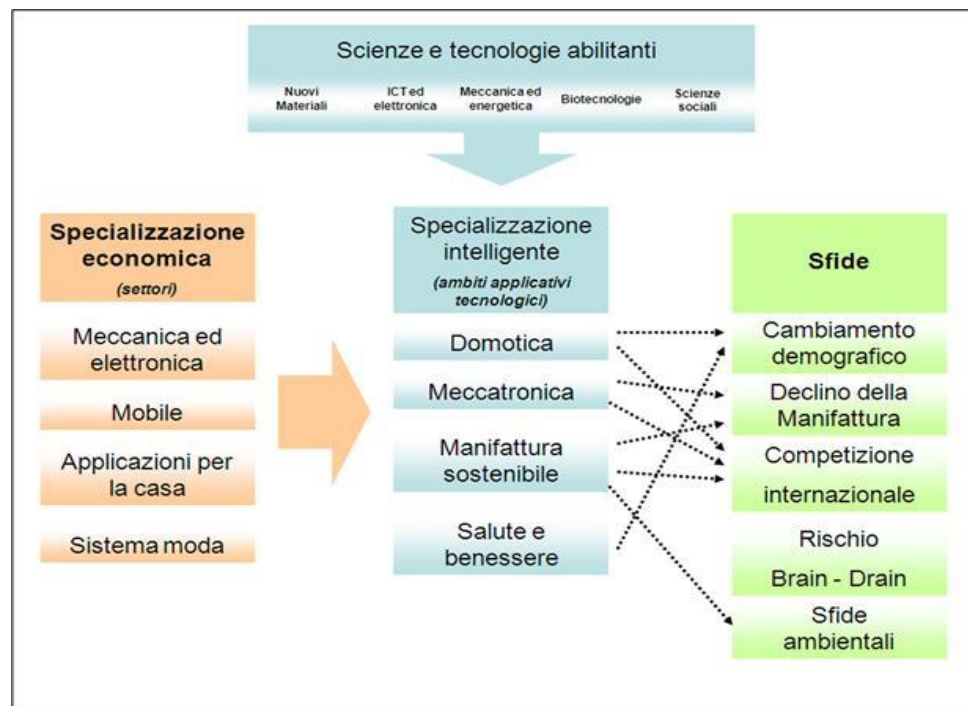 Scienze e tecnologie abilitanti
Nuovi
Materiali
ICT ed
elettronica
Meccanica ed
energetica
Biotecnologie
Scienze
sociali
Specializzazione
economica
(settori)
Meccanica ed
elettronica
Mobile
Applicazioni per
la casa
Sistema moda
Specializzazione
intelligente
(ambiti applicativi
tecnologici)
Domotica
Meccatronica
Manifattura
sostenibile
Salute e
benessere
Sfide
Cambiamento
demografico
Declino della
Manifattura
Competizione
internazionale
Rischio
Brain - Drain
Sfide
ambientali